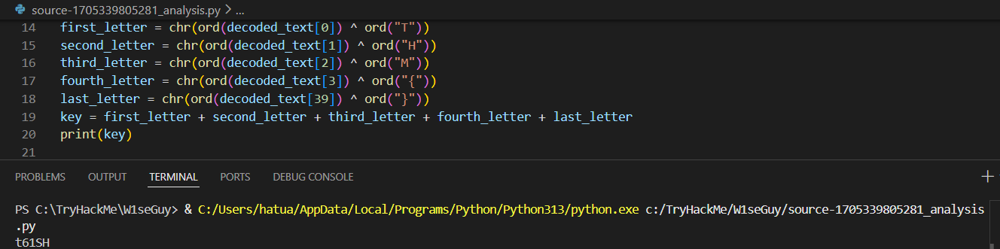 source-1705339805281_analysis.py > ...
14 first_letter = chr(ord(decoded_text[0]) ^ ord("T"))
15 second_letter = chr(ord(decoded_text[1]) ^ ord("H"))
16 third_letter = chr(ord(decoded_text[2]) ^ ord("M"))
17 fourth_letter = chr(ord(decoded_text[3]) ^ ord("{"))
18 last_letter = chr(ord(decoded_text[39]) ^ ord("}"))
19 key = first_letter + second_letter + third_letter + fourth_letter + last_letter
20 print(key)
21
PROBLEMS OUTPUT TERMINAL PORTS DEBUG CONSOLE
PS C:\TryHackMe\W1seGuy> & C:/Users/hatua/AppData/Local/Programs/Python/Python313/python.exe c:/TryHackMe/W1seGuy/source-1705339805281_analysis
.py
t61SH